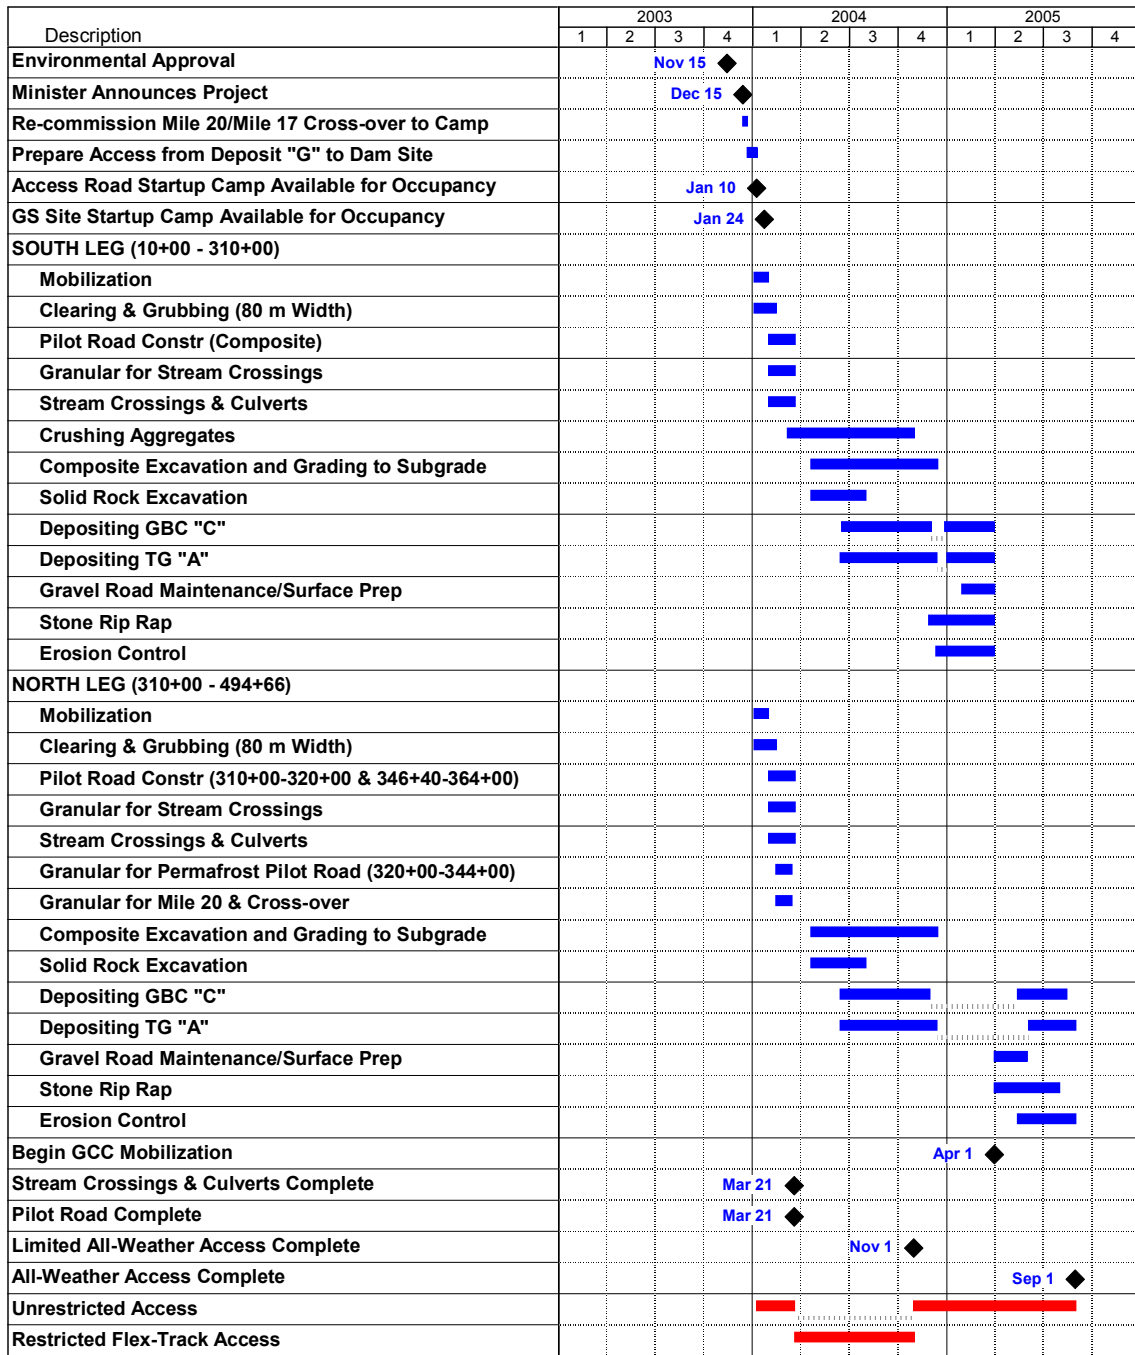 2003 2004 2005
Description 1 2 3 4 1 2 3 4 1 2 3 4
Environmental Approval Nov 15
Minister Announces Project Dec 15
Re-commission Mile 20/Mile 17 Cross-over to Camp
Prepare Access from Deposit "G" to Dam Site
Access Road Startup Camp Available for Occupancy Jan 10
GS Site Startup Camp Available for Occupancy Jan 24
SOUTH LEG (10+00 - 310+00)
Mobilization
Clearing & Grubbing (80 m Width)
Pilot Road Constr (Composite)
Granular for Stream Crossings
Stream Crossings & Culverts
Crushing Aggregates
Composite Excavation and Grading to Subgrade
Solid Rock Excavation
Depositing GBC "C"
Depositing TG "A"
Gravel Road Maintenance/Surface Prep
Stone Rip Rap
Erosion Control
NORTH LEG (310+00 - 494+66)
Mobilization
Clearing & Grubbing (80 m Width)
Pilot Road Constr (310+00-320+00 & 346+40-364+00)
Granular for Stream Crossings
Stream Crossings & Culverts
Granular for Permafrost Pilot Road (320+00-344+00)
Granular for Mile 20 & Cross-over
Composite Excavation and Grading to Subgrade
Solid Rock Excavation
Depositing GBC "C"
Depositing TG "A"
Gravel Road Maintenance/Surface Prep
Stone Rip Rap
Erosion Control
Begin GCC Mobilization Apr 1
Stream Crossings & Culverts Complete Mar 21
Pilot Road Complete Mar 21
Limited All-Weather Access Complete Nov 1
All-Weather Access Complete Sep 1
Unrestricted Access
Restricted Flex-Track Access